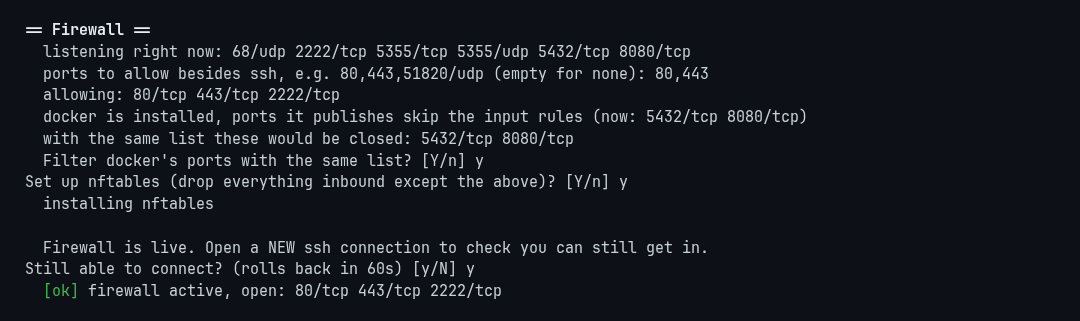 == Firewall ==
listening right now: 68/udp 2222/tcp 5355/tcp 5355/udp 5432/tcp 8080/tcp
ports to allow besides ssh, e.g. 80,443,51820/udp (empty for none): 80,443
allowing: 80/tcp 443/tcp 2222/tcp
docker is installed, ports it publishes skip the input rules (now: 5432/tcp 8080/tcp)
with the same list these would be closed: 5432/tcp 8080/tcp
Filter docker's ports with the same list? [Y/n] y
Set up nftables (drop everything inbound except the above)? [Y/n] y
installing nftables
Firewall is live. Open a NEW ssh connection to check you can still get in.
Still able to connect? (rolls back in 60s) [y/N] y
[ok] firewall active, open: 80/tcp 443/tcp 2222/tcp